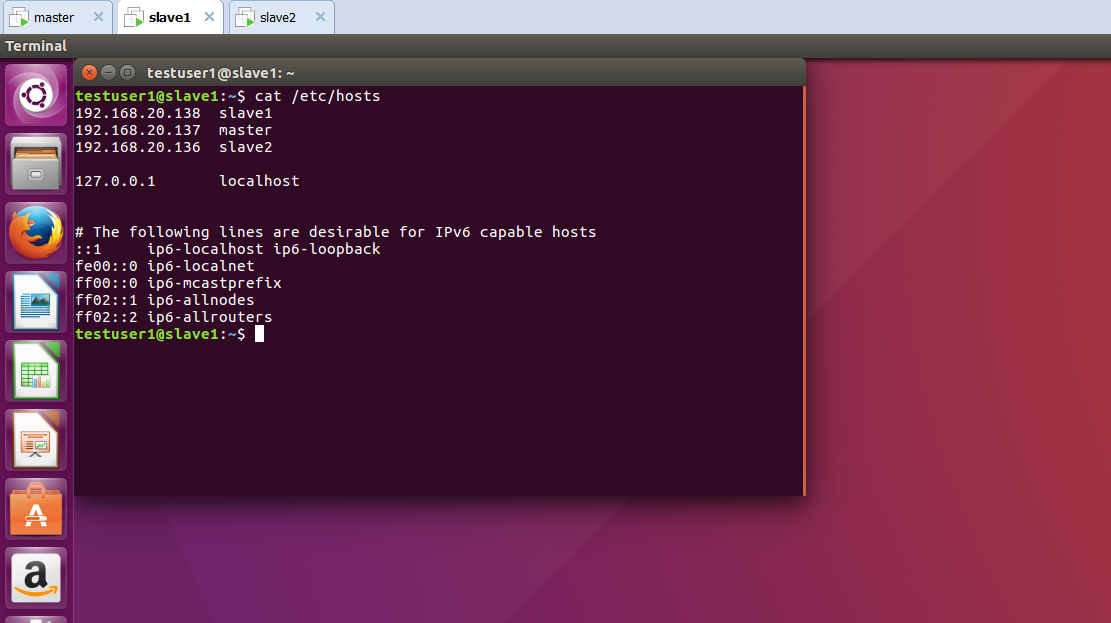 master
slave1
slave2
Terminal
testuser1@slave1: ~
testuser1@slave1:~$ cat /etc/hosts
192.168.20.138  slave1
192.168.20.137  master
192.168.20.136  slave2
127.0.0.1       localhost
# The following lines are desirable for IPv6 capable hosts
::1     ip6-localhost ip6-loopback
fe00::0 ip6-localnet
ff00::0 ip6-mcastprefix
ff02::1 ip6-allnodes
ff02::2 ip6-allrouters
testuser1@slave1:~$